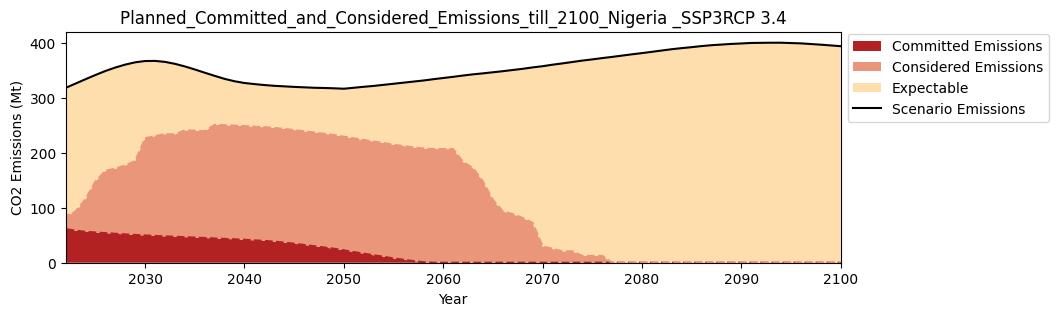 Planned_Committed_and_Considered_Emissions_till_2100_Nigeria _SSP3RCP 3.4
400
300
200
100
0
CO2 Emissions (Mt)
2030 2040 2050 2060 2070 2080 2090 2100
Year
Committed Emissions
Considered Emissions
Expectable
Scenario Emissions